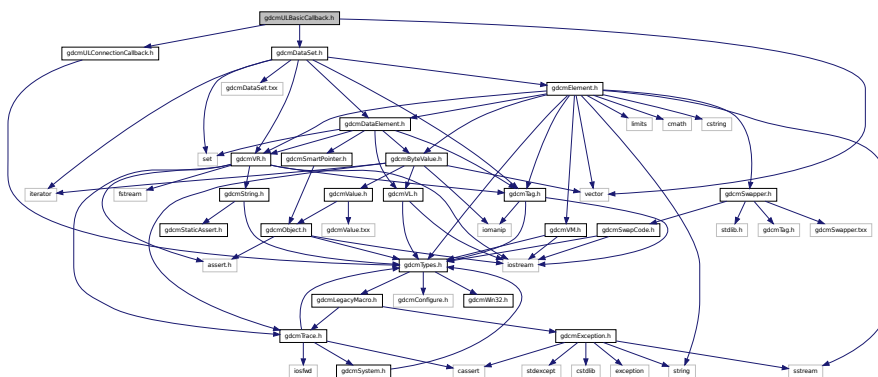 gdcmULBasicCallback.h
gdcmULConnectionCallback.h
gdcmDataSet.h
gdcmDataSet.txx
gdcmElement.h
gdcmDataElement.h
limits
cmath
cstring
set
gdcmVR.h
gdcmSmartPointer.h
gdcmByteValue.h
iterator
fstream
gdcmString.h
gdcmValue.h
gdcmVL.h
gdcmTag.h
vector
gdcmSwapper.h
gdcmStaticAssert.h
gdcmObject.h
gdcmValue.txx
iomanip
gdcmVM.h
gdcmSwapCode.h
stdlib.h
gdcmTag.h
gdcmSwapper.txx
assert.h
gdcmTypes.h
iostream
gdcmLegacyMacro.h
gdcmConfigure.h
gdcmWin32.h
gdcmTrace.h
gdcmException.h
iosfwd
gdcmSystem.h
cassert
stdexcept
cstdlib
exception
string
sstream